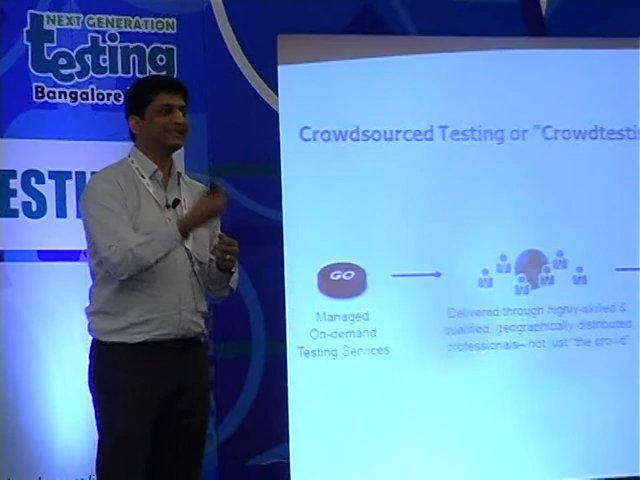 NEXT GENERATION
testing
Bangalore
ESTI
Crowdsourced Testing or "Crowdtesti
GO
Managed
On-demand
Testing Services
Delivered through highly-skilled &
qualified, geographically distributed
professionals– not just "the crowd"